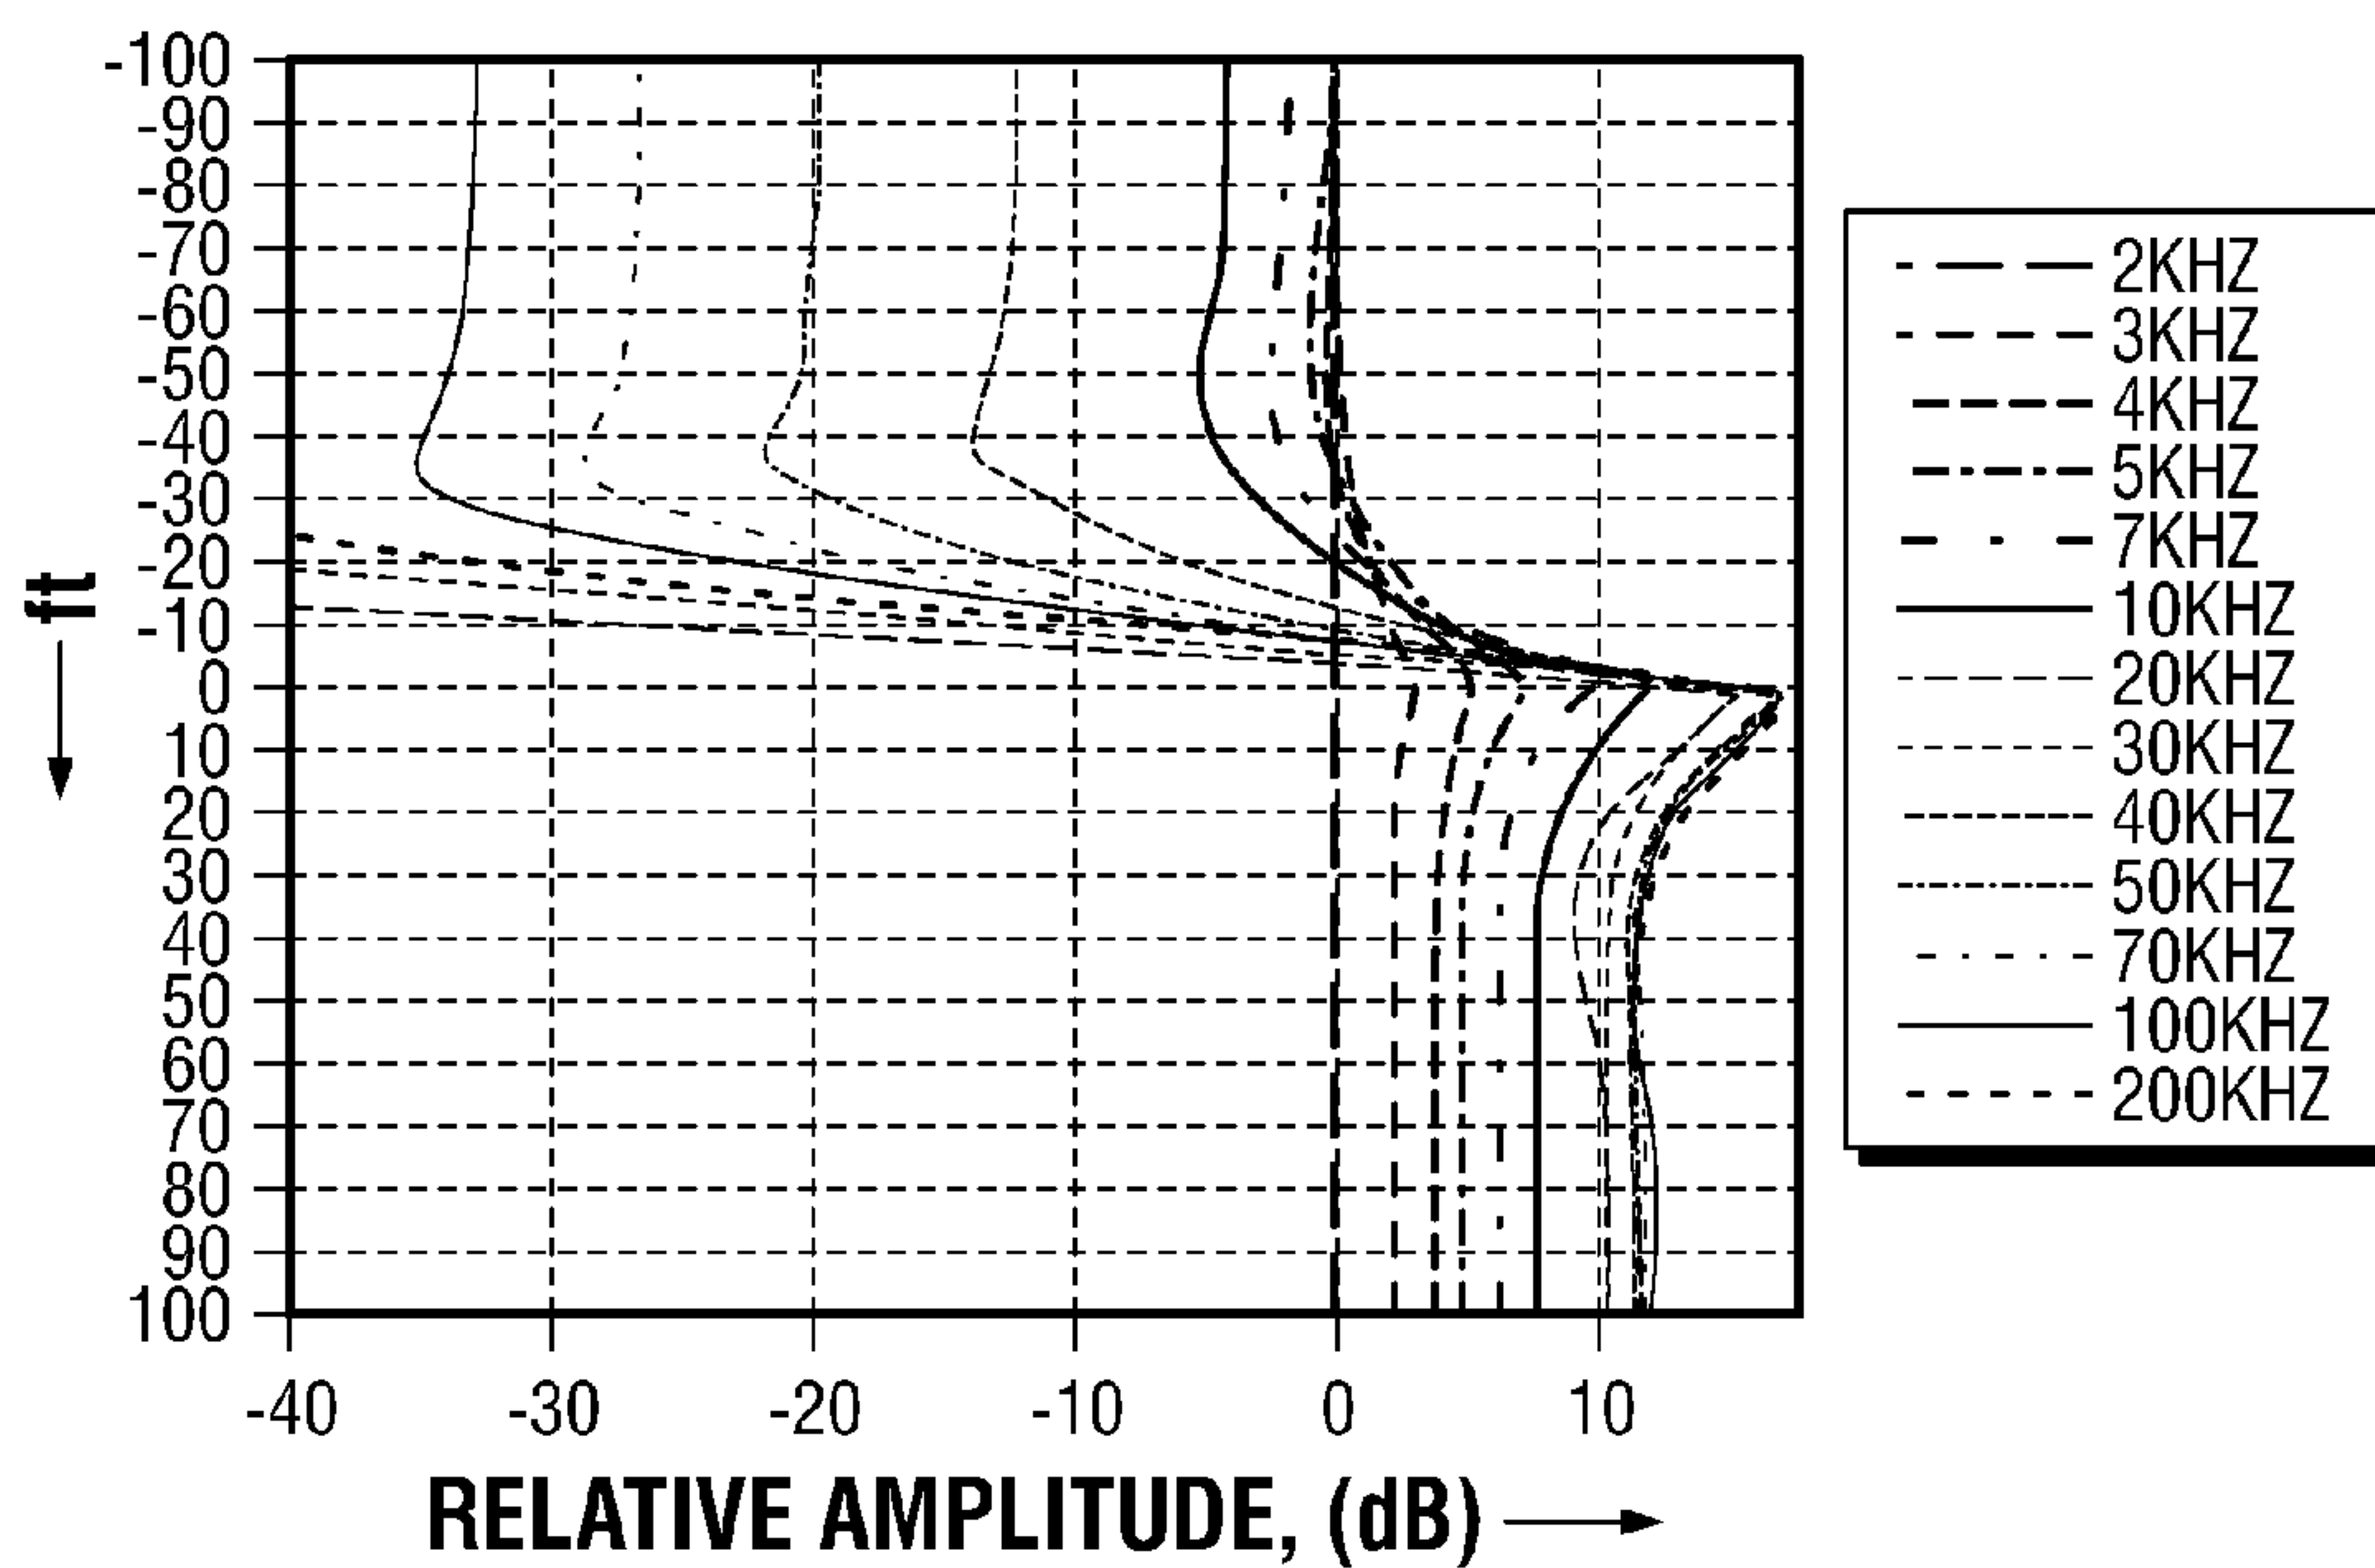 -100
-90
-80
-70
-60
-50
-40
-30
-20
-10
0
10
20
30
40
50
60
70
80
90
100
ft
-40 -30 -20 -10 0 10
RELATIVE AMPLITUDE, (dB)
2KHZ
3KHZ
4KHZ
5KHZ
7KHZ
10KHZ
20KHZ
30KHZ
40KHZ
50KHZ
70KHZ
100KHZ
200KHZ